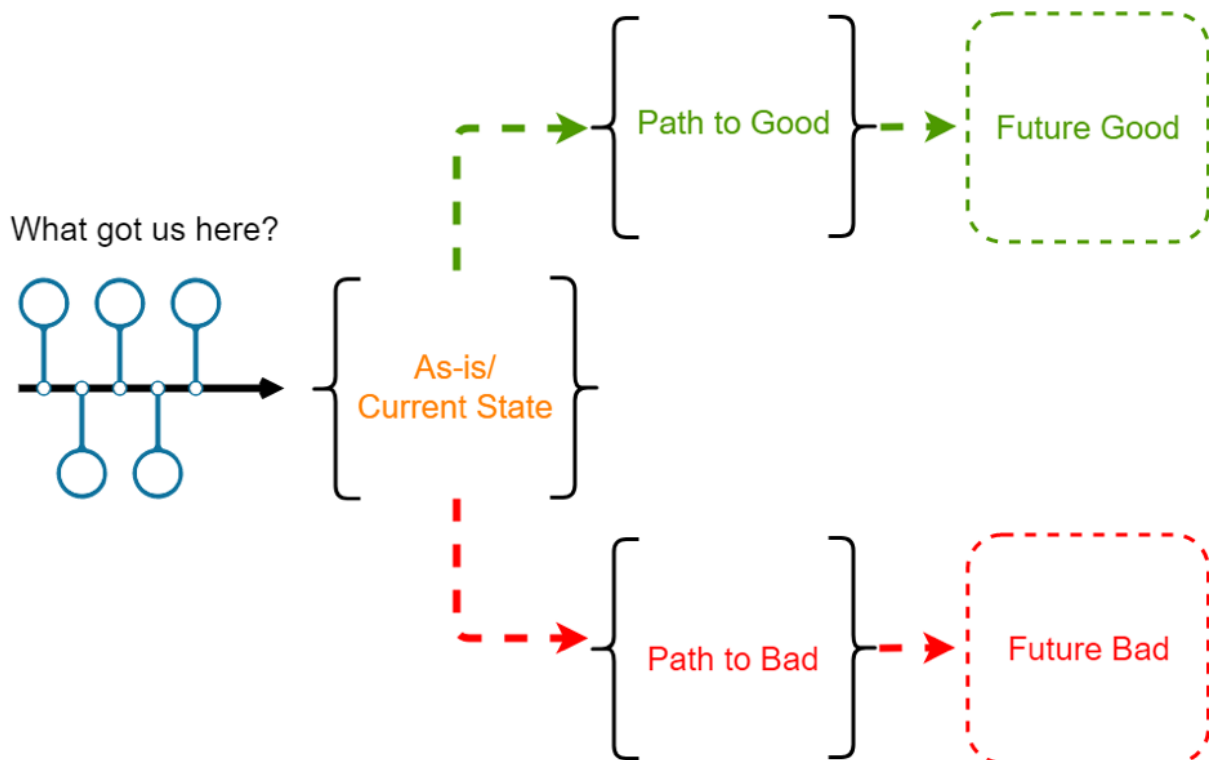 What got us here?
As-is/
Current State
Path to Good
Future Good
Path to Bad
Future Bad